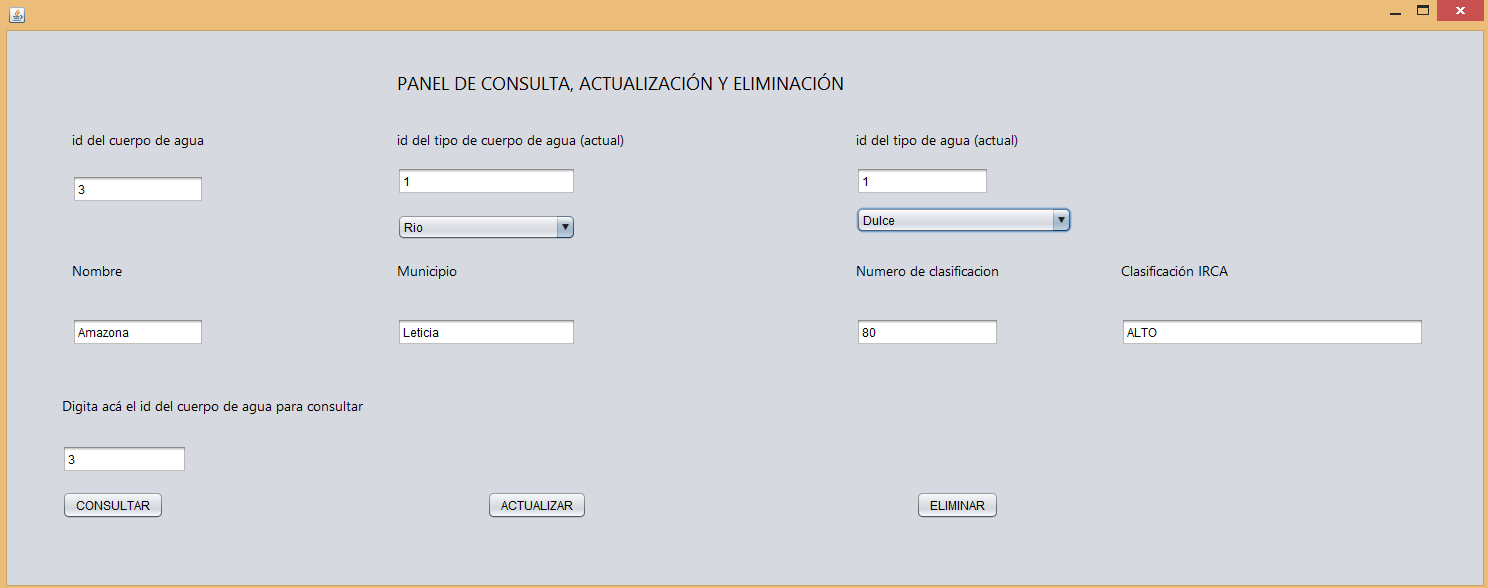 PANEL DE CONSULTA, ACTUALIZACIÓN Y ELIMINACIÓN
id del cuerpo de agua
id del tipo de cuerpo de agua (actual)
id del tipo de agua (actual)
3
1
1
Rio
Dulce
Nombre
Municipio
Numero de clasificacion
Clasificación IRCA
Amazona
Leticia
80
ALTO
Digita acá el id del cuerpo de agua para consultar
3
CONSULTAR
ACTUALIZAR
ELIMINAR